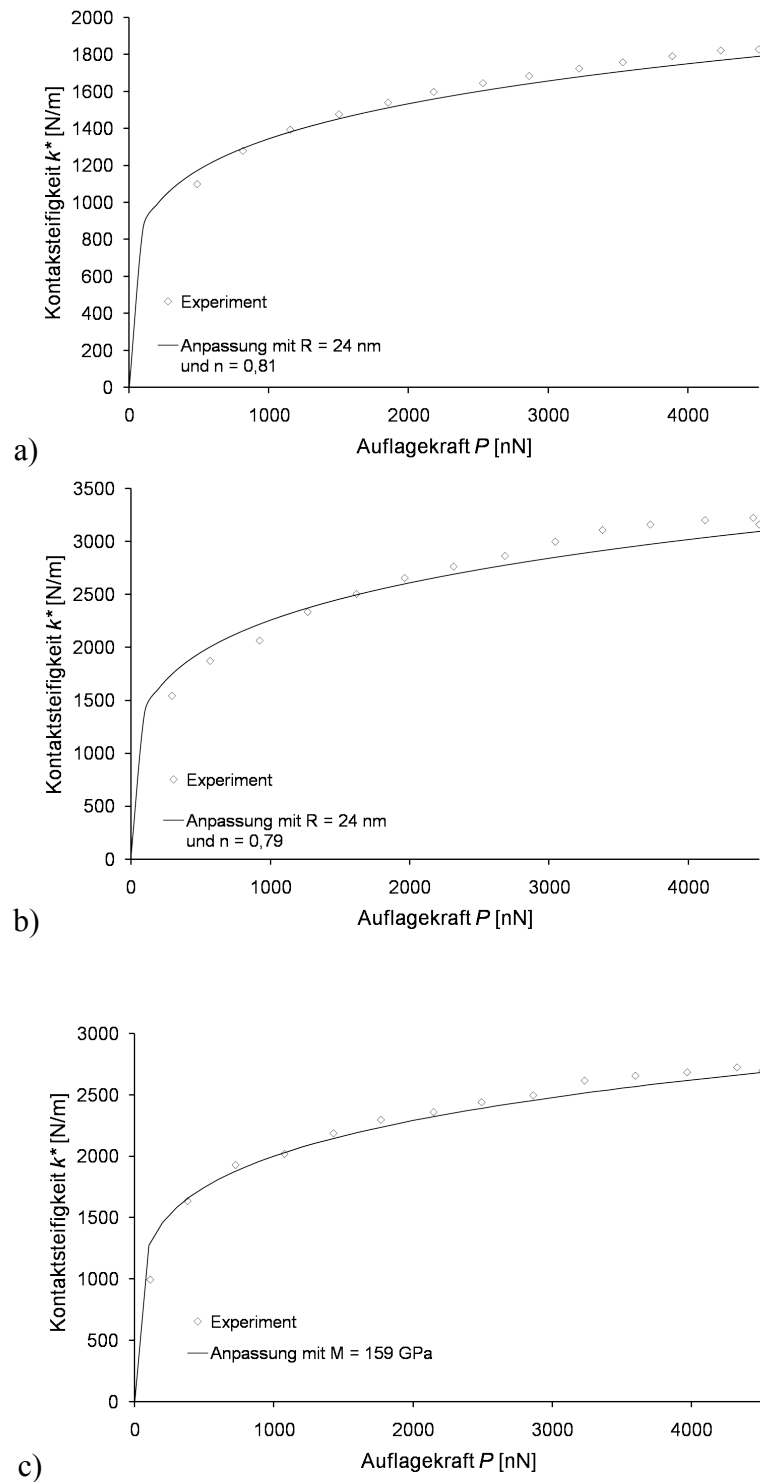 2000
1800
1600
1400
1200
1000
800
600
400
200
0
Kontaksteifigkeit k* [N/m]
Experiment
Anpassung mit R = 24 nm
und n = 0,81
0 1000 2000 3000 4000
Auflagekraft P [nN]
a)
3500
3000
2500
2000
1500
1000
500
0
Kontaktsteifigkeit k* [N/m]
Experiment
Anpassung mit R = 24 nm
und n = 0,79
0 1000 2000 3000 4000
Auflagekraft P [nN]
b)
3000
2500
2000
1500
1000
500
0
Kontaktsteifigkeit k* [N/m]
Experiment
Anpassung mit M = 159 GPa
0 1000 2000 3000 4000
Auflagekraft P [nN]
c)